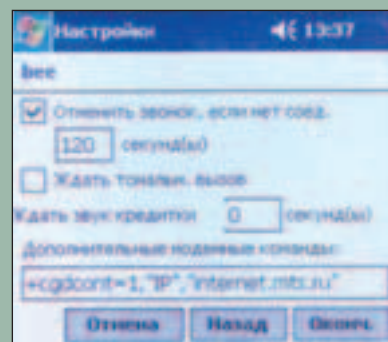 Настройки 13:37
bee
Отменить звонок, если нет соед.
120 секунд(ы)
Ждать тональн. вызов
Ждать звук кредитки 0 секунд(ы)
Дополнительные модемные команды:
+cgdcont=1,"IP","internet.mts.ru"
Отмена Назад Оконч.